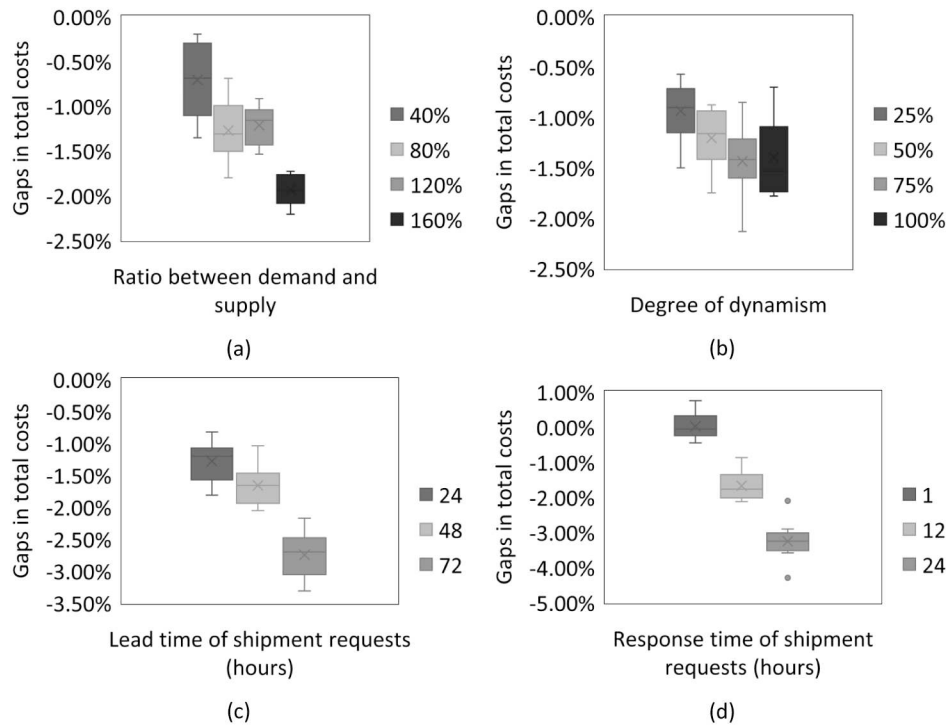 0.00%
-0.50%
-1.00%
-1.50%
-2.00%
-2.50%
Gaps in total costs
40%
80%
120%
160%
Ratio between demand and
supply
(a)
0.00%
-0.50%
-1.00%
-1.50%
-2.00%
-2.50%
Gaps in total costs
25%
50%
75%
100%
Degree of dynamism
(b)
0.00%
-0.50%
-1.00%
-1.50%
-2.00%
-2.50%
-3.00%
-3.50%
Gaps in total costs
24
48
72
Lead time of shipment requests
(hours)
(c)
1.00%
0.00%
-1.00%
-2.00%
-3.00%
-4.00%
-5.00%
Gaps in total costs
1
12
24
Response time of shipment
requests (hours)
(d)